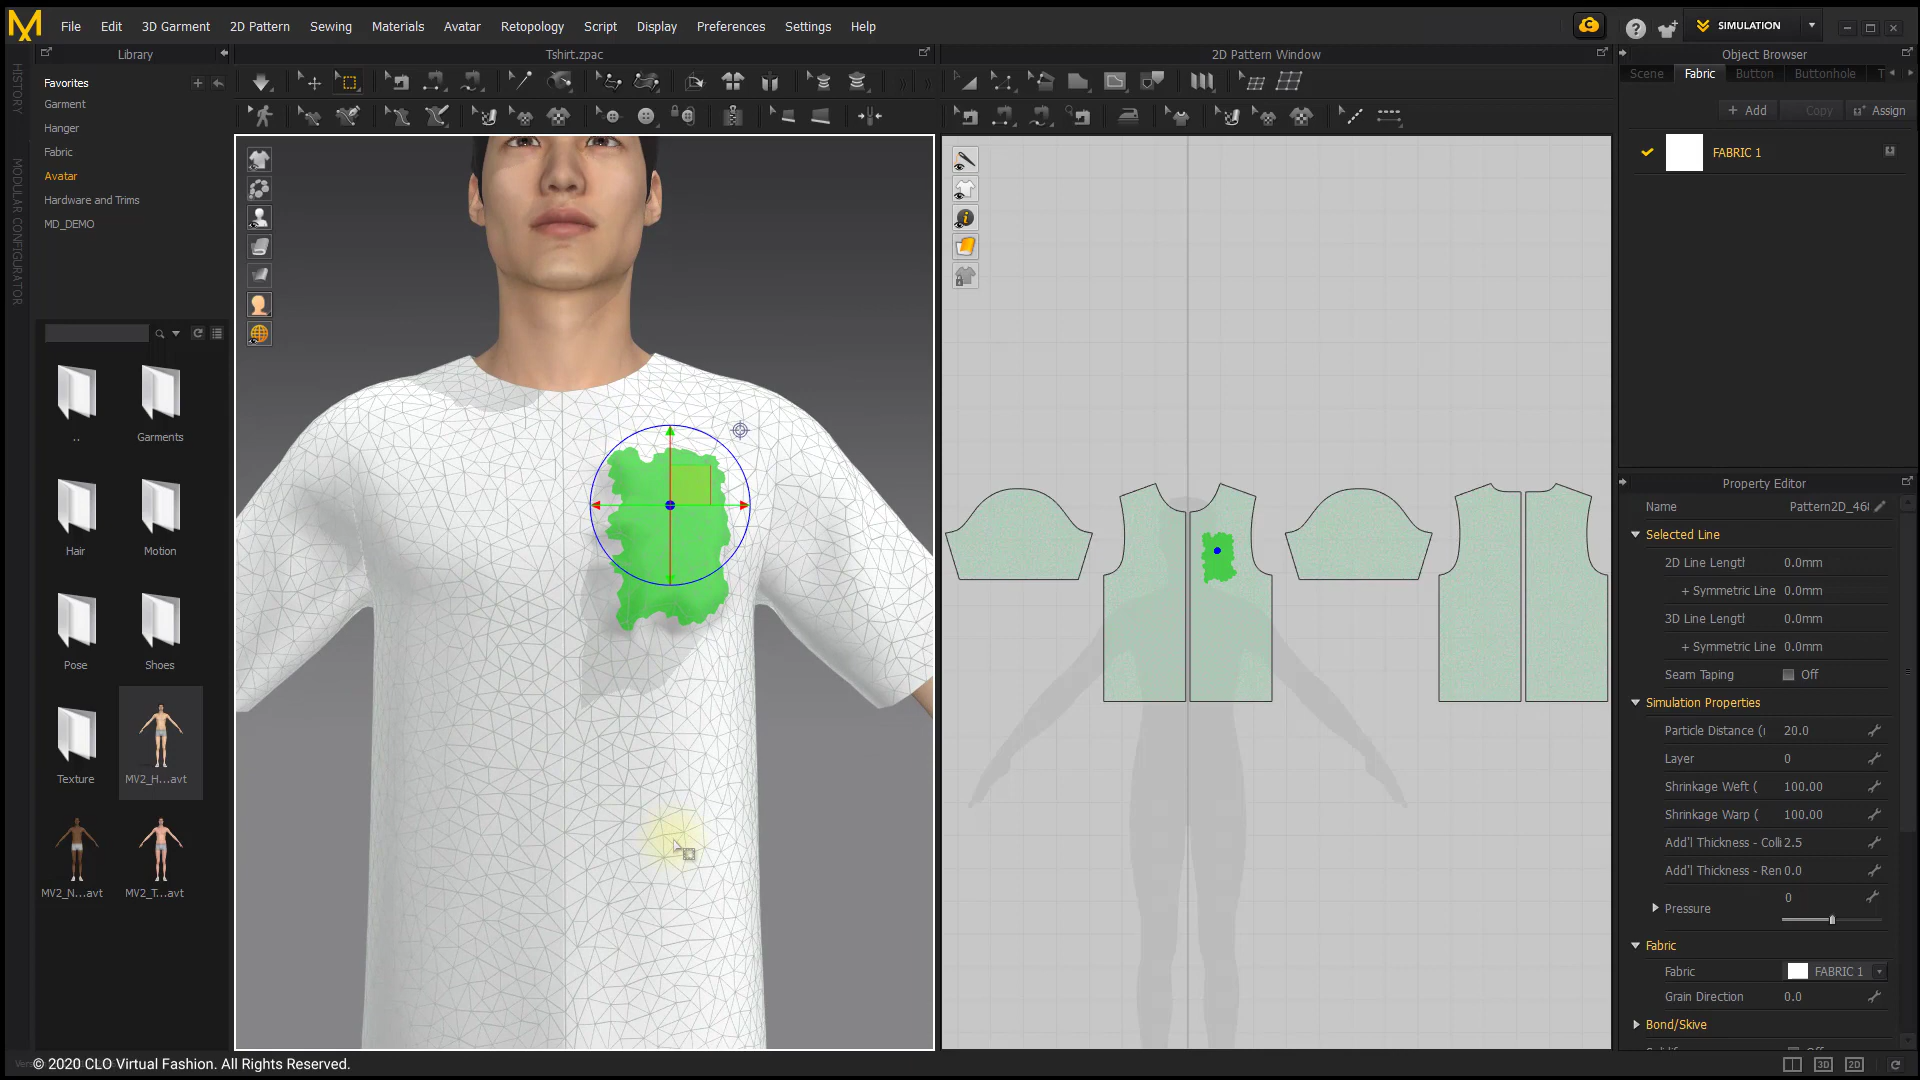 File Edit 3D Garment 2D Pattern Sewing Materials Avatar Retopology Script Display Preferences Settings Help
SIMULATION
Library
Tshirt.zpac
2D Pattern Window
Object Browser
HISTORY
MODULAR CONFIGURATOR
Favorites
Garment
Hanger
Fabric
Avatar
Hardware and Trims
MD_DEMO
Scene Fabric Button Buttonhole T
+ Add Copy Assign
FABRIC 1
..
Garments
Hair
Motion
Pose
Shoes
Texture
MV2_H...avt
MV2_N...avt
MV2_T...avt
Property Editor
Name Pattern2D_46
Selected Line
2D Line Length 0.0mm
+ Symmetric Line 0.0mm
3D Line Length 0.0mm
+ Symmetric Line 0.0mm
Seam Taping Off
Simulation Properties
Particle Distance ( 20.0
Layer 0
Shrinkage Weft ( 100.00
Shrinkage Warp ( 100.00
Add'l Thickness - Colli 2.5
Add'l Thickness - Ren 0.0
Pressure 0
Fabric
Fabric FABRIC 1
Grain Direction 0.0
Bond/Skive
3D 2D
© 2020 CLO Virtual Fashion. All Rights Reserved.